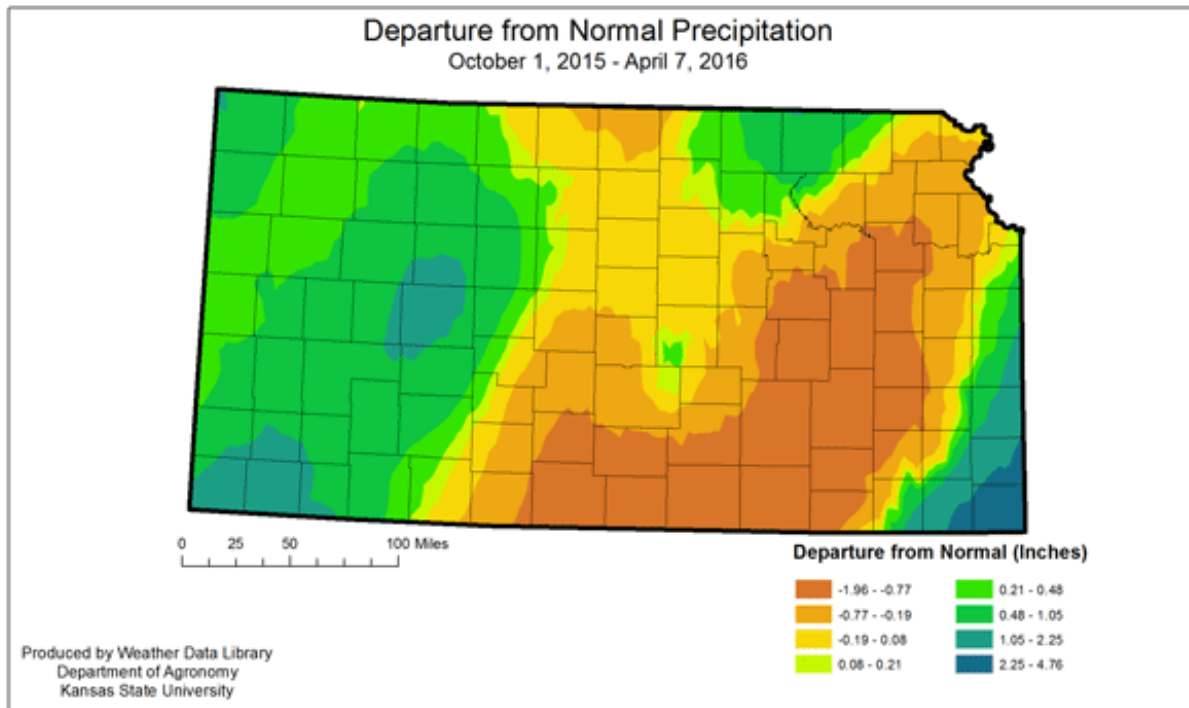 Departure from Normal Precipitation
October 1, 2015 - April 7, 2016
0 25 50 100 Miles
Departure from Normal (Inches)
-1.96 - -0.77
-0.77 - -0.19
-0.19 - 0.08
0.08 - 0.21
0.21 - 0.48
0.48 - 1.05
1.05 - 2.25
2.25 - 4.76
Produced by Weather Data Library
Department of Agronomy
Kansas State University